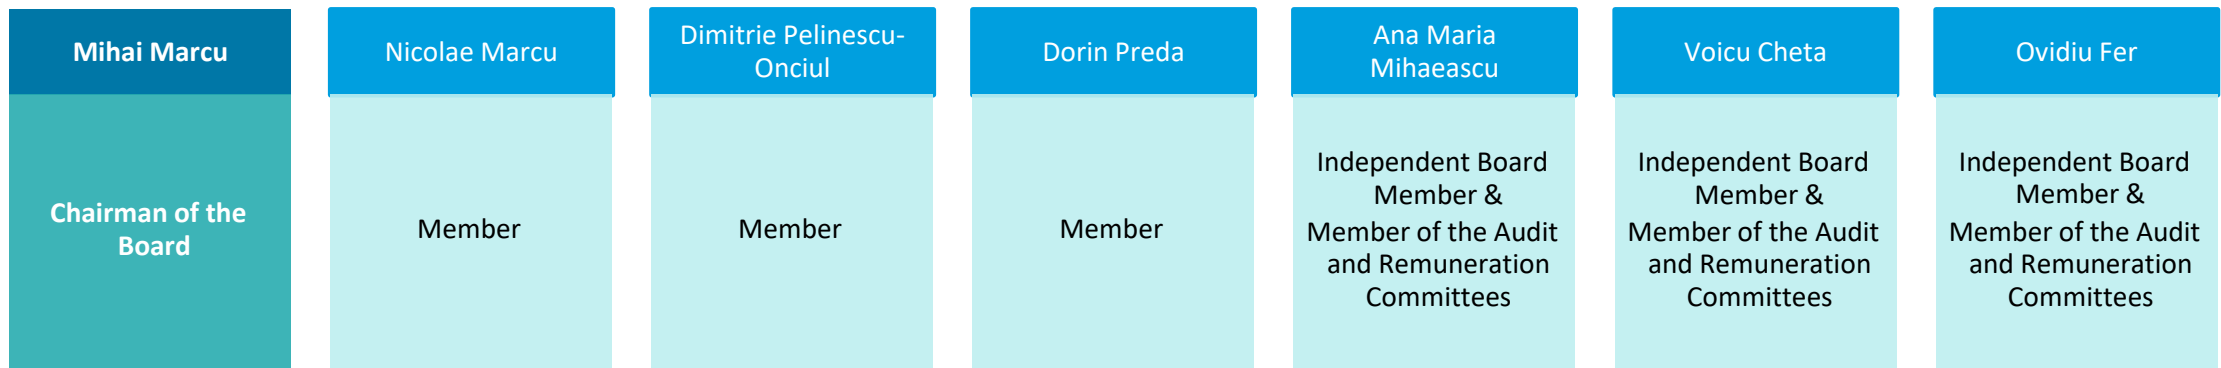 Mihai Marcu
Chairman of the
Board
Nicolae Marcu
Member
Dimitrie Pelinescu-
Onciul
Member
Dorin Preda
Member
Ana Maria
Mihaeascu
Independent Board
Member &
Member of the Audit
and Remuneration
Committees
Voicu Cheta
Independent Board
Member &
Member of the Audit
and Remuneration
Committees
Ovidiu Fer
Independent Board
Member &
Member of the Audit
and Remuneration
Committees